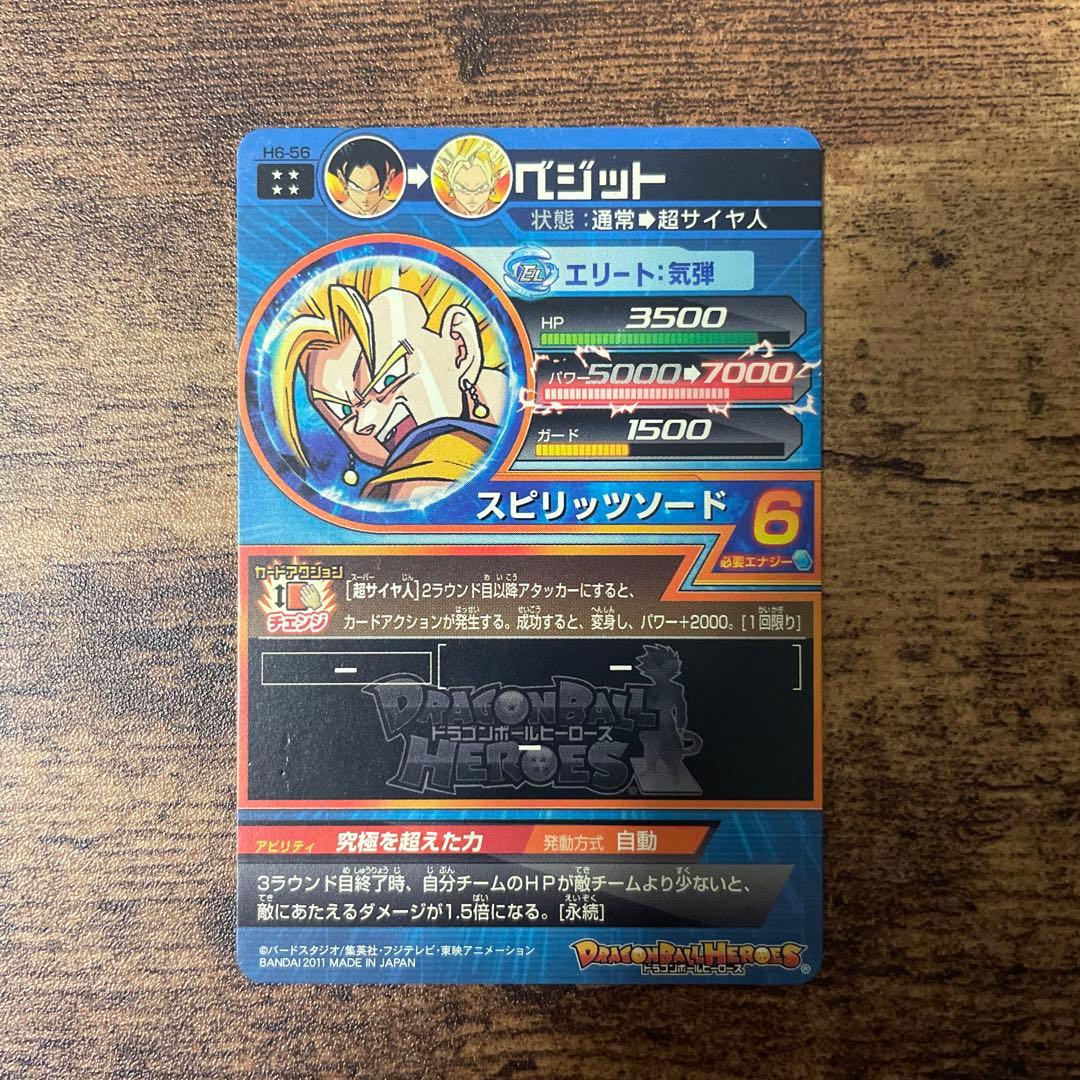 H6-56
ベジット
状態:通常➡超サイヤ人
EL
エリート:気弾
HP 3500
パワー 5000➡7000
ガード 1500
スピリッツソード
6
必要エナジー
カードアクション
チェンジ
[超サイヤ人]2ラウンド目以降アタッカーにすると、
カードアクションが発生する。成功すると、変身し、パワー+2000。[1回限り]
ー
ー
DRAGON BALL
ドラゴンボールヒーローズ
ー
HEROES
アビリティ 究極を超えた力 発動方式 自動
3ラウンド目終了時、自分チームのHPが敵チームより少ないと、
敵にあたえるダメージが1.5倍になる。[永続]
©バードスタジオ/集英社・フジテレビ・東映アニメーション
BANDAI 2011 MADE IN JAPAN
DRAGONBALL HEROES
ドラゴンボールヒーローズ
®